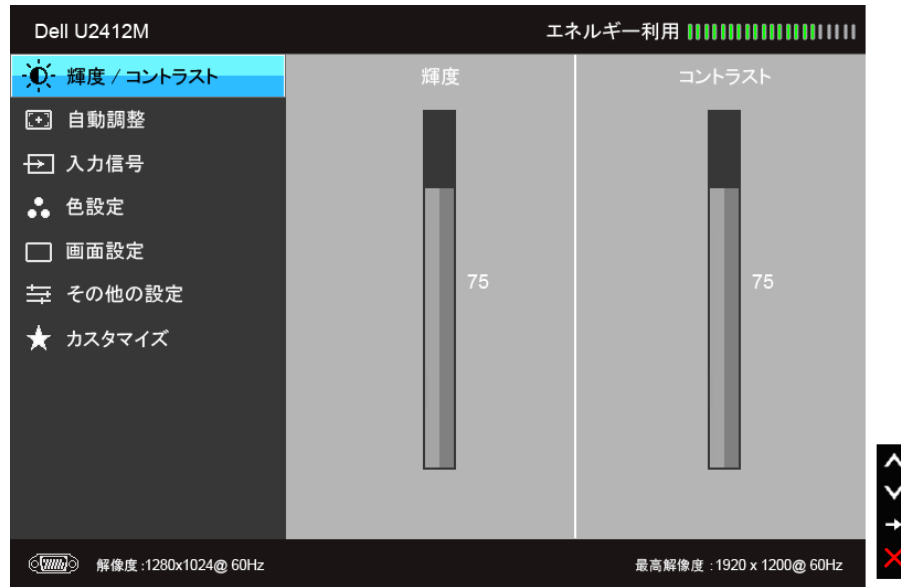 Dell U2412M
エネルギー利用
輝度 / コントラスト
自動調整
入力信号
色設定
画面設定
その他の設定
カスタマイズ
輝度
コントラスト
75
75
解像度 :1280x1024@ 60Hz
最高解像度 : 1920 x 1200@ 60Hz